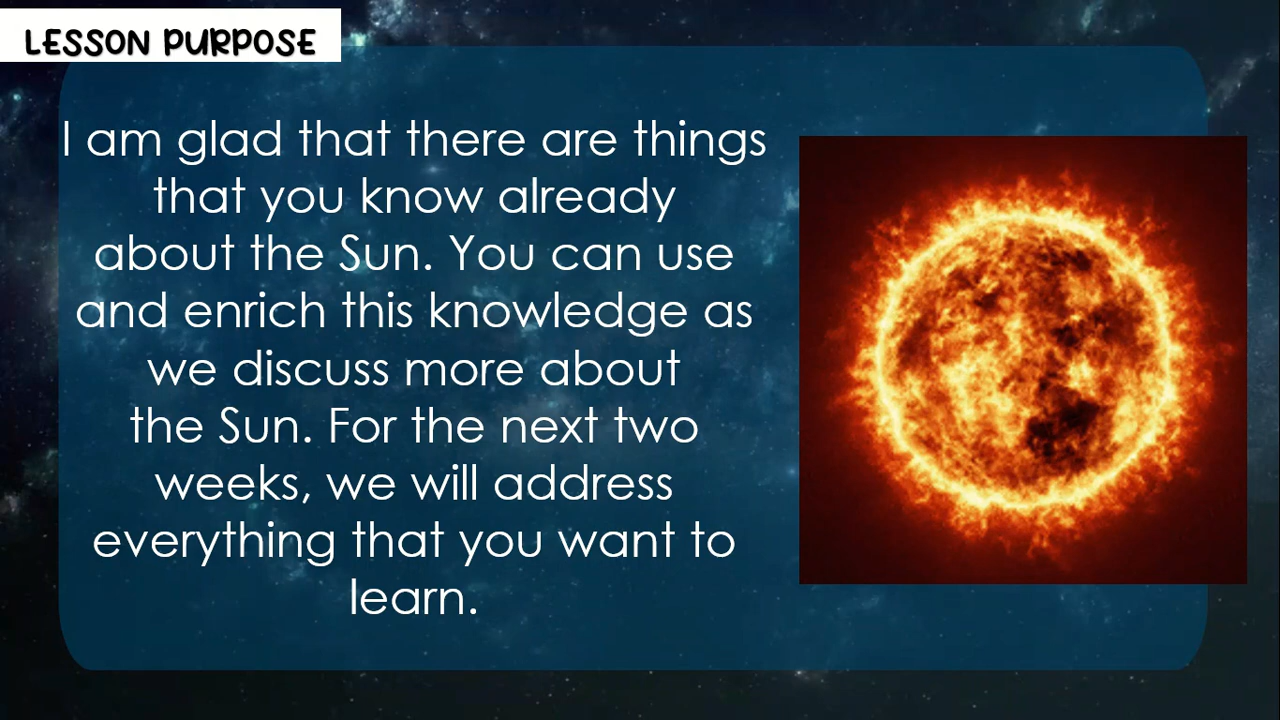 LESSON PURPOSE
I am glad that there are things
that you know already
about the Sun. You can use
and enrich this knowledge as
we discuss more about
the Sun. For the next two
weeks, we will address
everything that you want to
learn.